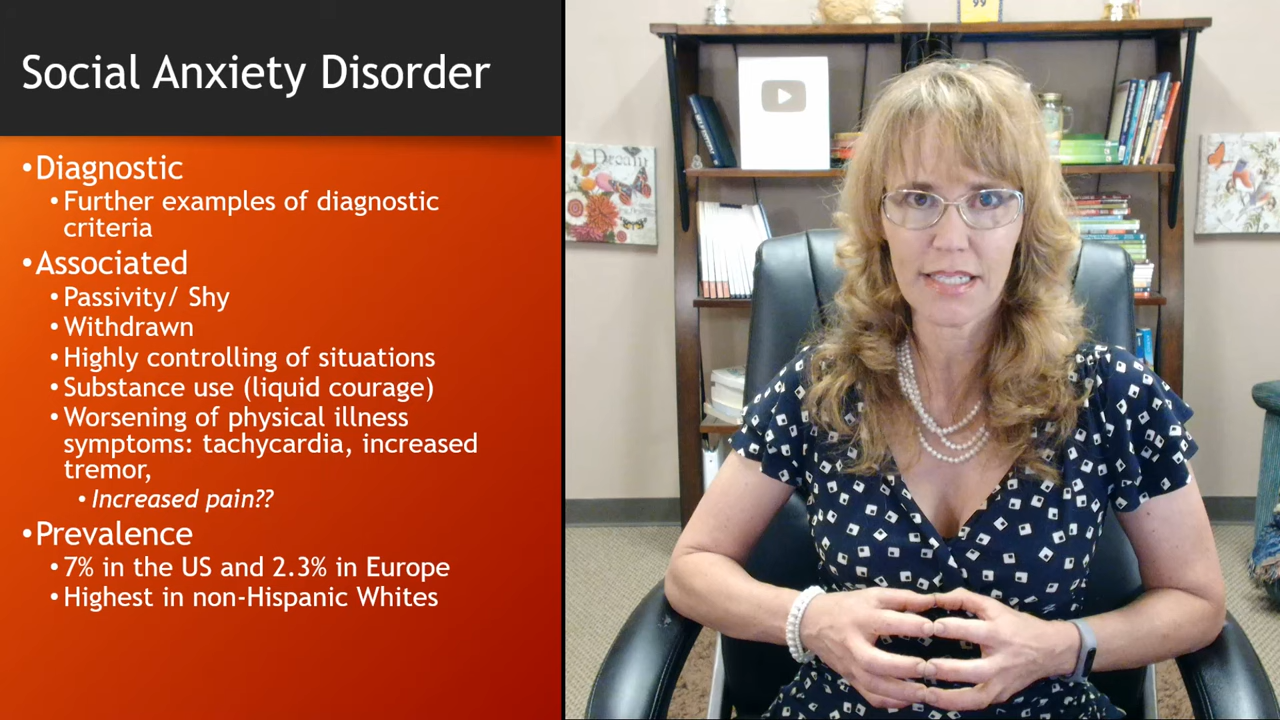 Social Anxiety Disorder
•Diagnostic
•Further examples of diagnostic
criteria
•Associated
•Passivity/ Shy
•Withdrawn
•Highly controlling of situations
•Substance use (liquid courage)
•Worsening of physical illness
symptoms: tachycardia, increased
tremor,
•Increased pain??
•Prevalence
•7% in the US and 2.3% in Europe
•Highest in non-Hispanic Whites
99
Dream